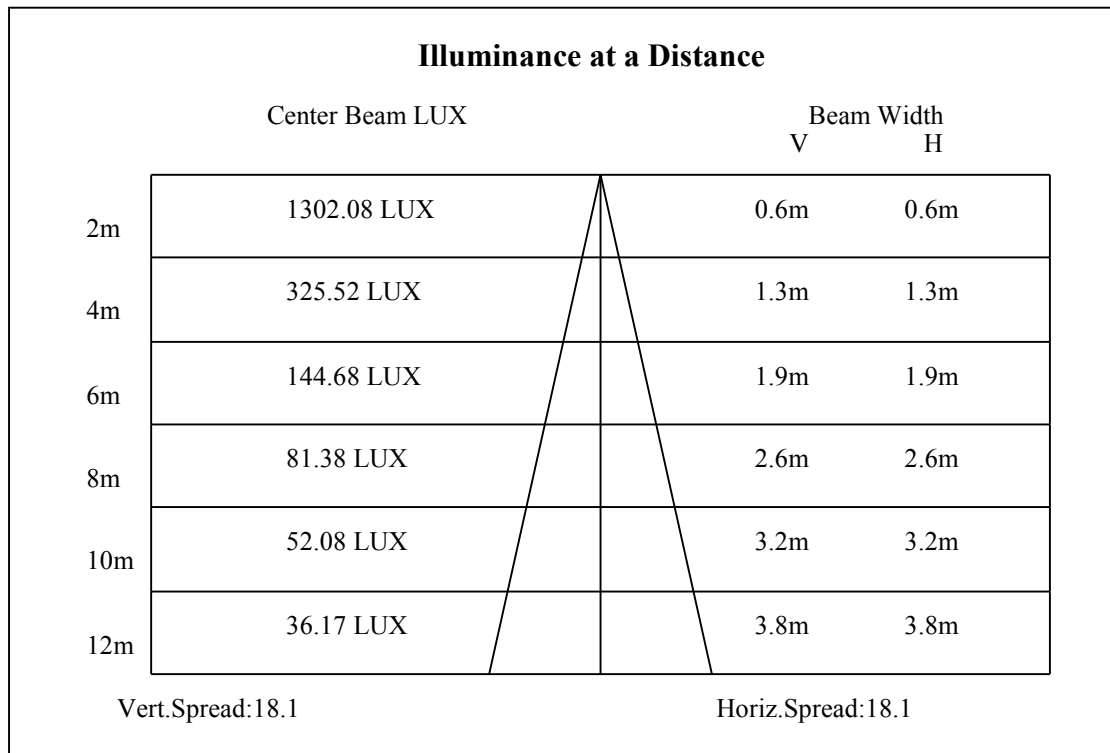 Illuminance at a Distance
Center Beam LUX Beam Width
V H
2m 1302.08 LUX 0.6m 0.6m
4m 325.52 LUX 1.3m 1.3m
6m 144.68 LUX 1.9m 1.9m
8m 81.38 LUX 2.6m 2.6m
10m 52.08 LUX 3.2m 3.2m
12m 36.17 LUX 3.8m 3.8m
Vert.Spread:18.1 Horiz.Spread:18.1